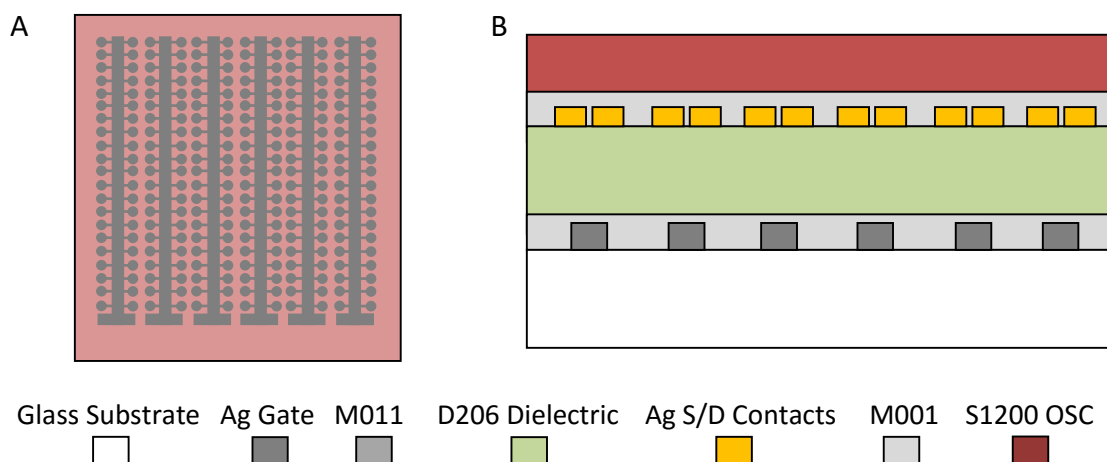 A B
Glass Substrate Ag Gate M011 D206 Dielectric Ag S/D Contacts M001 S1200 OSC